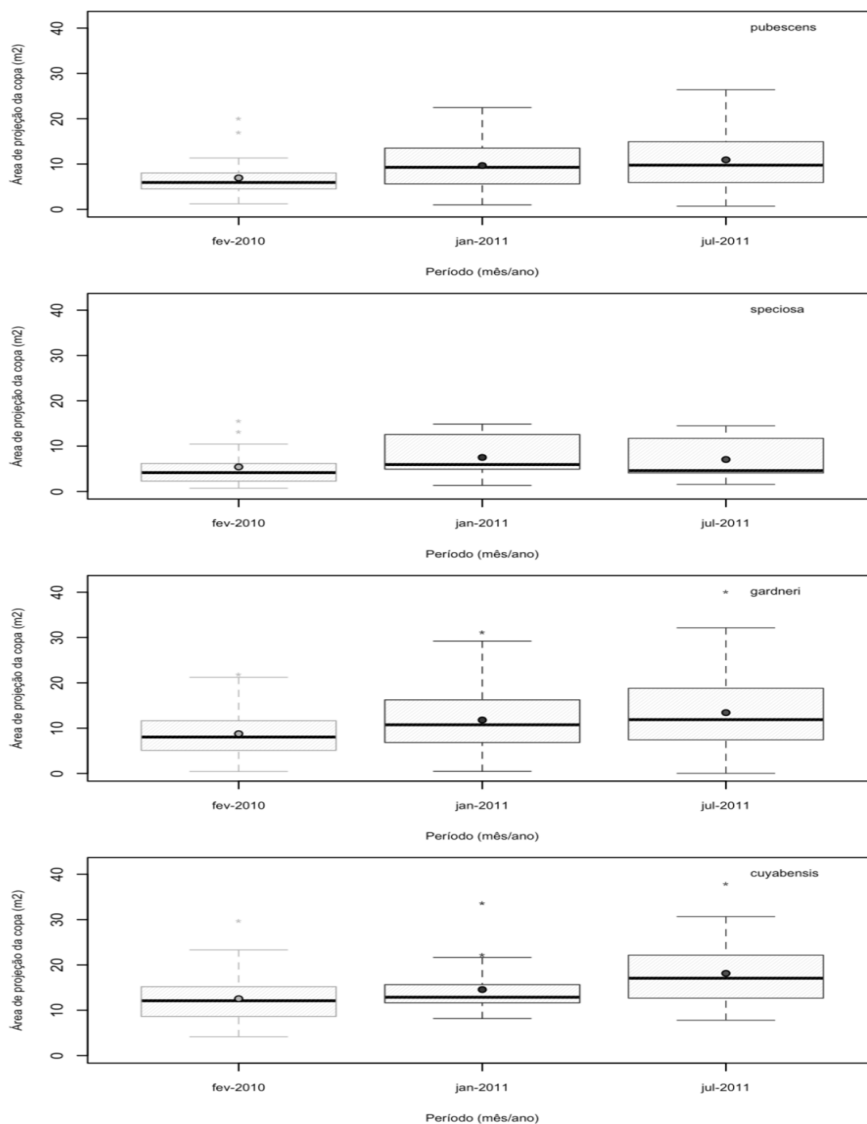 pubescens
Área de projeção da copa (m2)
40
30
20
10
0
fev-2010 jan-2011 jul-2011
Período (mês/ano)
speciosa
Área de projeção da copa (m2)
40
30
20
10
0
fev-2010 jan-2011 jul-2011
Período (mês/ano)
gardneri
Área de projeção da copa (m2)
40
30
20
10
0
fev-2010 jan-2011 jul-2011
Período (mês/ano)
cuyabensis
Área de projeção da copa (m2)
40
30
20
10
0
fev-2010 jan-2011 jul-2011
Período (mês/ano)